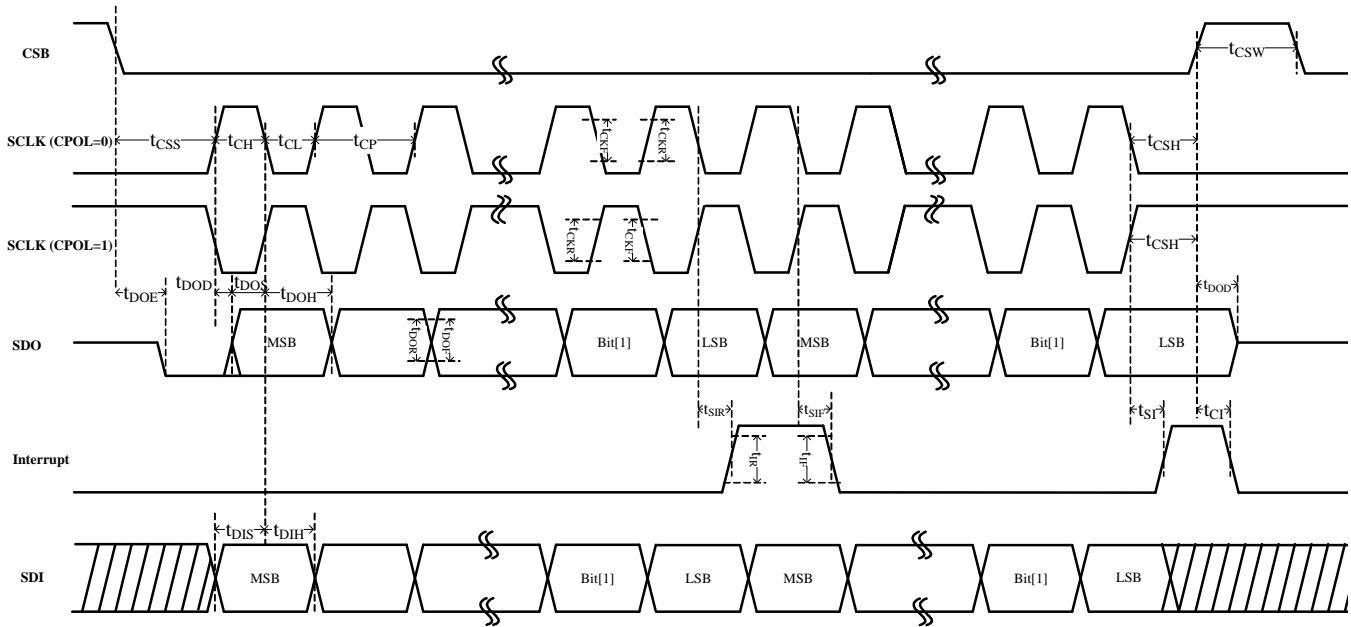 CSB
tCSW
SCLK (CPOL=0)
tCSS
tCH
tCL
tCP
tCKF
tCKR
tCSH
SCLK (CPOL=1)
tCKR
tCKF
tCSH
tDOE
tDOD
tDOS
tDOH
tDOD
SDO
MSB
tDOR
tDOF
Bit[1]
LSB
MSB
Bit[1]
LSB
tSIR
tSIF
tSI
tCI
Interrupt
tIR
tIF
tDIS
tDIH
SDI
MSB
Bit[1]
LSB
MSB
Bit[1]
LSB